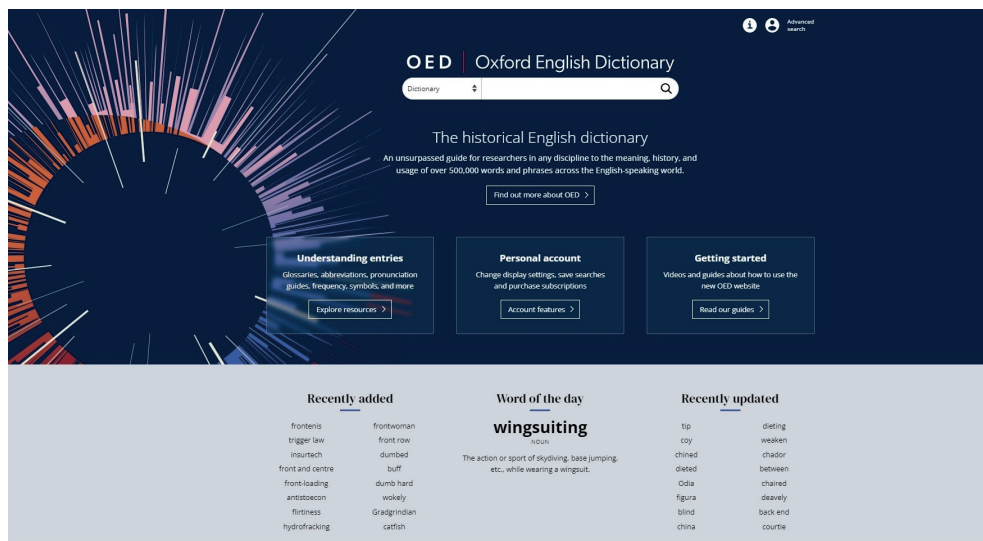 Advanced
search
OED | Oxford English Dictionary
Dictionary
The historical English dictionary
An unsurpassed guide for researchers in any discipline to the meaning, history, and
usage of over 500,000 words and phrases across the English-speaking world.
Find out more about OED
Understanding entries
Glossaries, abbreviations, pronunciation
guides, frequency, symbols, and more
Explore resources
Personal account
Change display settings, save searches
and purchase subscriptions
Account features
Getting started
Videos and guides about how to use the
new OED website
Read our guides
Recently added
frontenis
trigger law
insurtech
front and centre
front-loading
antistoecon
flirtiness
hydrofracking
frontwoman
front row
dumbed
buff
dumb hard
wokely
Gradgrindian
catfish
Word of the day
wingsuiting
NOUN
The action or sport of skydiving, base jumping,
etc., while wearing a wingsuit.
Recently updated
tip
coy
chined
dieted
Odia
figura
blind
china
dieting
weaken
chador
between
chaired
deavely
back end
courtie